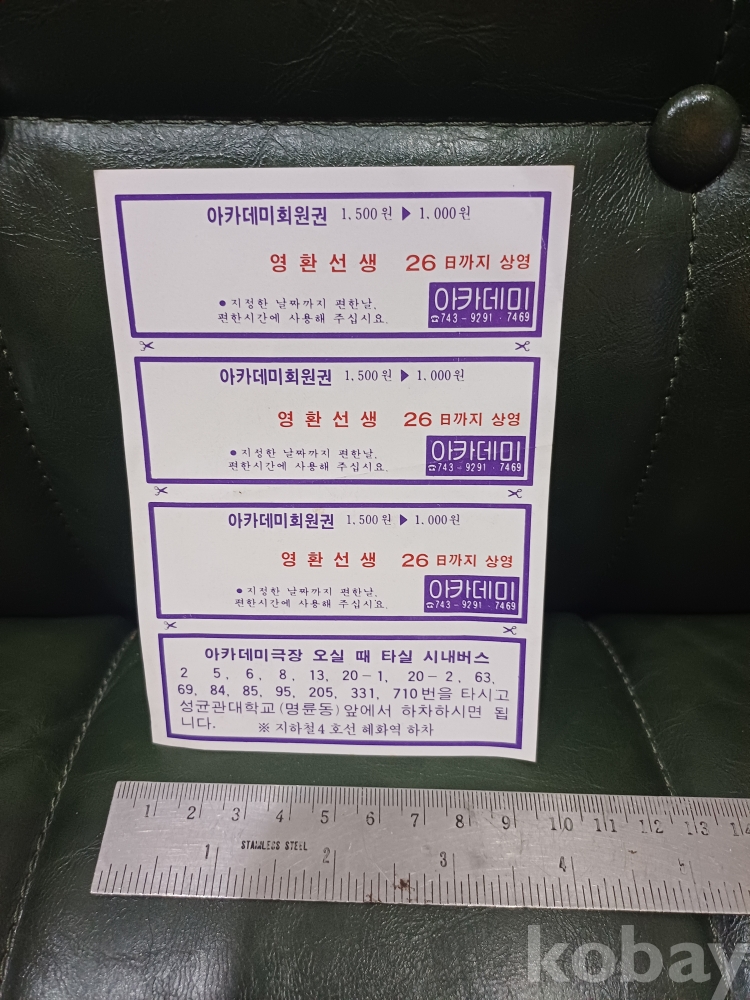 아카데미회원권 1,500원 ▶ 1.000원
영환선생 26日까지 상영
● 지정한 날짜까지 편한날,
편한시간에 사용해 주십시요.
아카데미
☎743-9291·7469
아카데미회원권 1,500원 ▶ 1.000원
영환선생 26日까지 상영
● 지정한 날짜까지 편한날,
편한시간에 사용해 주십시요.
아카데미
☎743-9291·7469
아카데미회원권 1,500원 ▶ 1.000원
영환선생 26日까지 상영
● 지정한 날짜까지 편한날,
편한시간에 사용해 주십시요.
아카데미
☎743-9291·7469
아카데미극장 오실 때 타실 시내버스
2 5, 6, 8, 13, 20-1, 20-2, 63,
69, 84, 85, 95, 205, 331, 710번을 타시고
성균관대학교(명륜동)앞에서 하차하시면 됩
니다. ※ 지하철4호선 혜화역 하차
1 2 3 4 5 6 7 8 9 10 11 12 13 14
STAINLESS STEEL
1 2 3 4 5
kobay